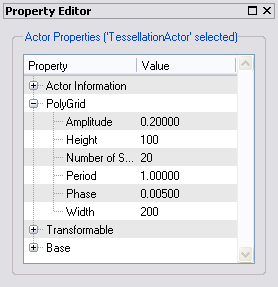 Property Editor
Actor Properties ('TessellationActor' selected)
Property Value
Actor Information
PolyGrid
Amplitude 0.20000
Height 100
Number of S... 20
Period 1.00000
Phase 0.00500
Width 200
Transformable
Base